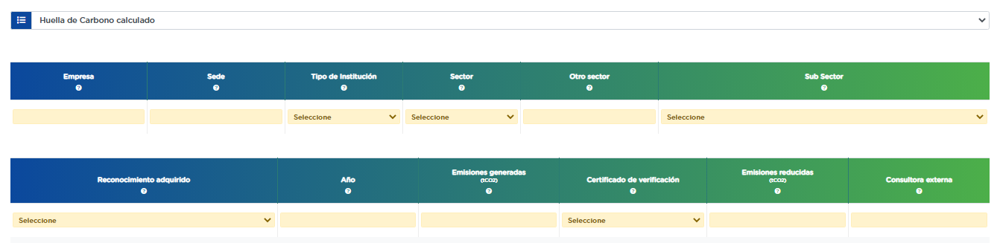 Huella de Carbono calculado
Empresa
Sede
Tipo de Institución
Sector
Otro sector
Sub Sector
Seleccione
Seleccione
Seleccione
Reconocimiento adquirido
Año
Emisiones generadas
(tCO2)
Certificado de verificación
Emisiones reducidas
(tCO2)
Consultora externa
Seleccione
Seleccione